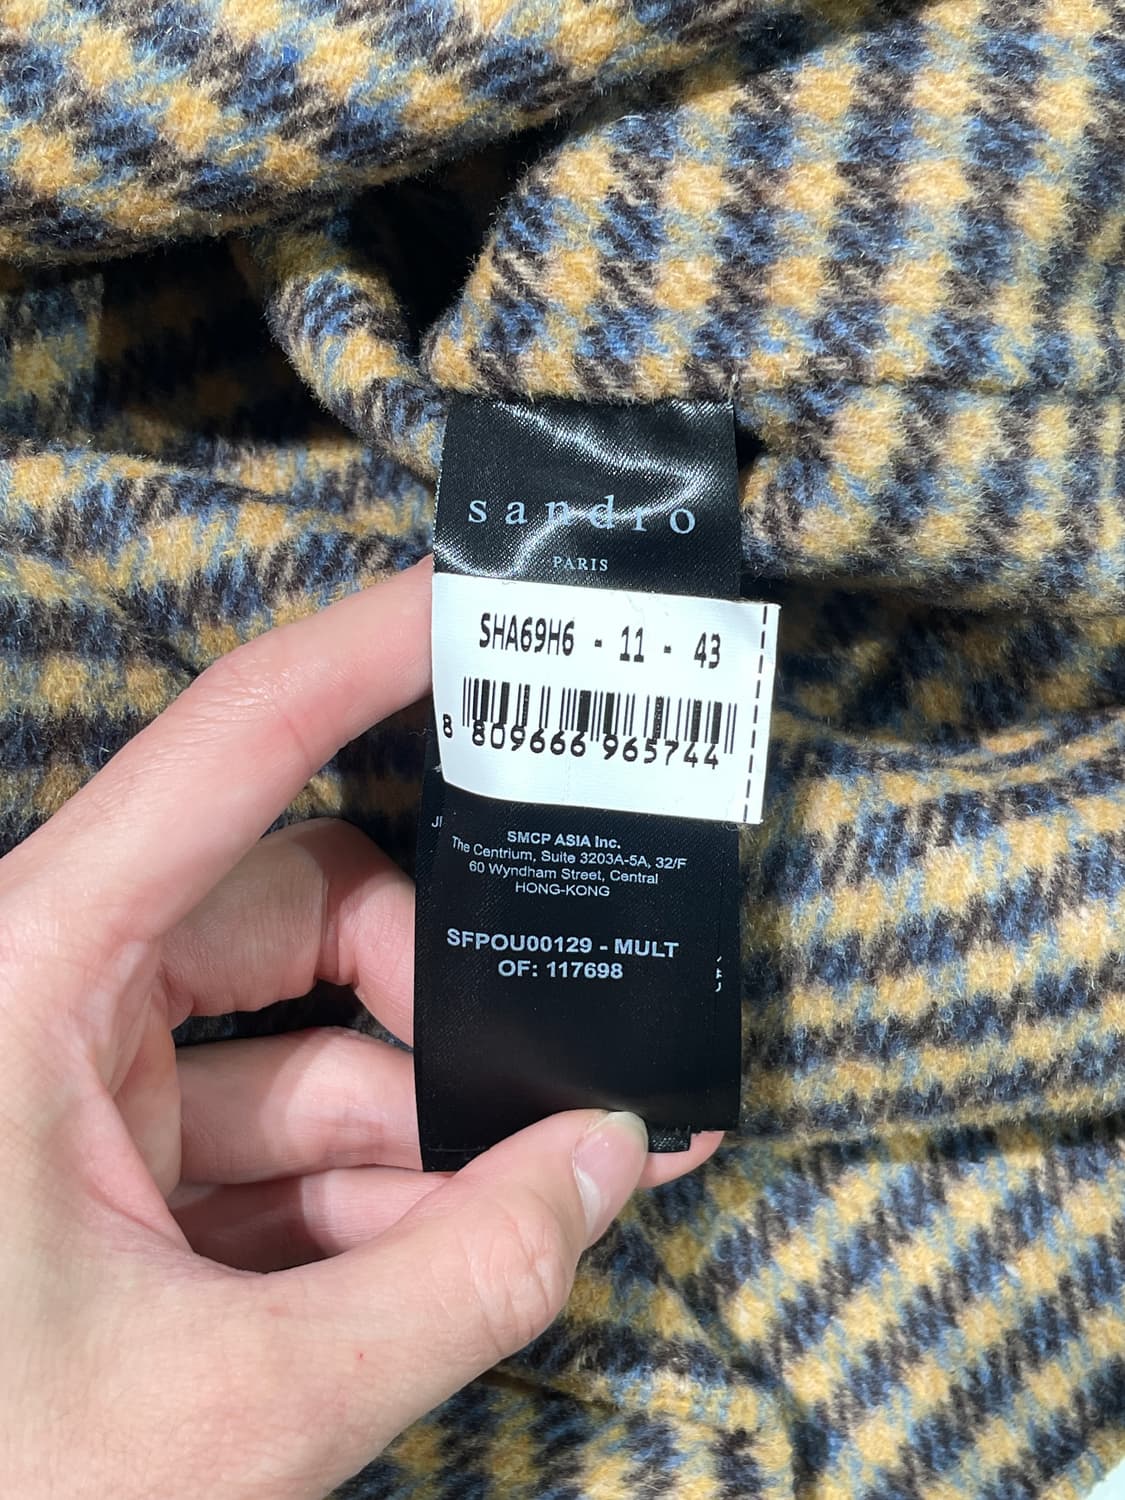 sandro
PARIS
SHA69H6 - 11 - 43
8 809666 965744
SMCP ASIA Inc.
The Centrium, Suite 3203A-5A, 32/F
60 Wyndham Street, Central
HONG-KONG
SFPOU00129 - MULT
OF: 117698